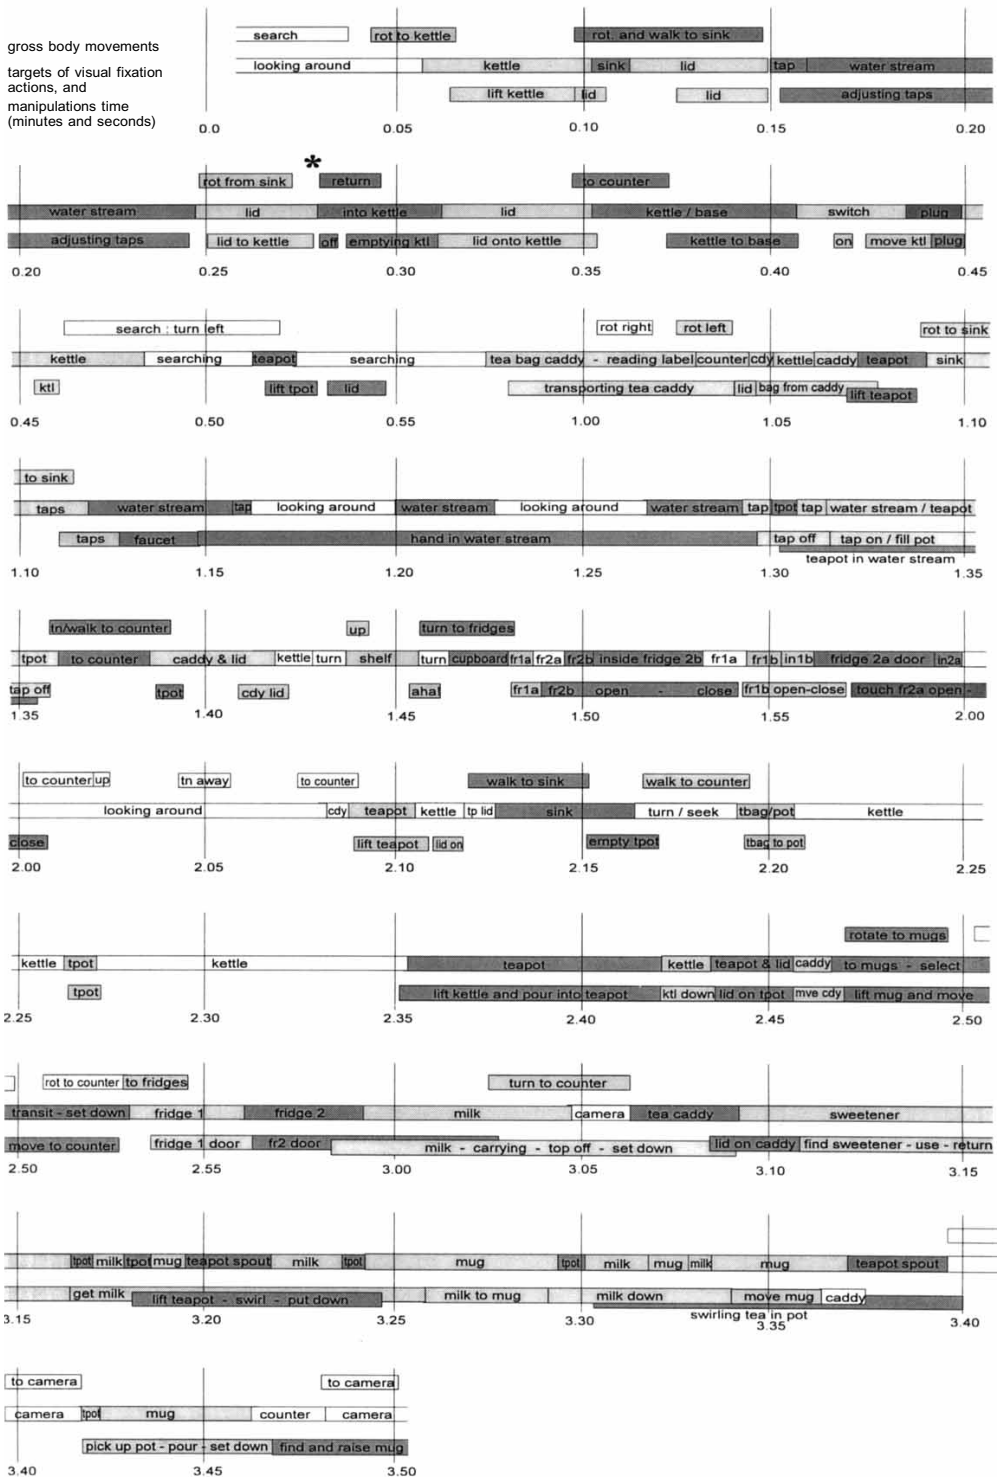 search rot to kettle rot. and walk to sink
gross body movements
targets of visual fixation looking around kettle sink lid tap water stream
actions, and lift kettle lid lid adjusting taps
manipulations time
(minutes and seconds)
0.0 0.05 0.10 0.15 0.20
*
rot from sink return to counter
water stream lid into kettle lid kettle / base switch plug
adjusting taps lid to kettle off emptying ktl lid onto kettle kettle to base on move ktl plug
0.20 0.25 0.30 0.35 0.40 0.45
search : turn left rot right rot left rot to sink
kettle searching teapot searching tea bag caddy - reading label counter cdy kettle caddy teapot sink
ktl lift tpot lid transporting tea caddy lid bag from caddy lift teapot
0.45 0.50 0.55 1.00 1.05 1.10
to sink
taps water stream tap looking around water stream looking around water stream tap tpot tap water stream / teapot
taps faucet hand in water stream tap off tap on / fill pot
teapot in water stream
1.10 1.15 1.20 1.25 1.30 1.35
tn/walk to counter up turn to fridges
tpot to counter caddy & lid kettle turn shelf turn cupboard fr1a fr2a fr2b inside fridge 2b fr1a fr1b in1b fridge 2a door in2a
tap off tpot cdy lid aha! fr1a fr2b open - close fr1b open-close touch fr2a open -
1.35 1.40 1.45 1.50 1.55 2.00
to counter up tn away to counter walk to sink walk to counter
looking around cdy teapot kettle tp lid sink turn / seek tbag/pot kettle
close lift teapot lid on empty tpot tbag to pot
2.00 2.05 2.10 2.15 2.20 2.25
rotate to mugs
kettle tpot kettle teapot kettle teapot & lid caddy to mugs - select
tpot lift kettle and pour into teapot ktl down lid on tpot mve cdy lift mug and move
2.25 2.30 2.35 2.40 2.45 2.50
rot to counter to fridges turn to counter
transit - set down fridge 1 fridge 2 milk camera tea caddy sweetener
move to counter fridge 1 door fr2 door milk - carrying - top off - set down lid on caddy find sweetener - use - return
2.50 2.55 3.00 3.05 3.10 3.15
tpot milk tpot mug teapot spout milk tpot mug tpot milk mug milk mug teapot spout
get milk lift teapot - swirl - put down milk to mug milk down move mug caddy
swirling tea in pot
3.15 3.20 3.25 3.30 3.35 3.40
to camera to camera
camera tpot mug counter camera
pick up pot - pour - set down find and raise mug
3.40 3.45 3.50